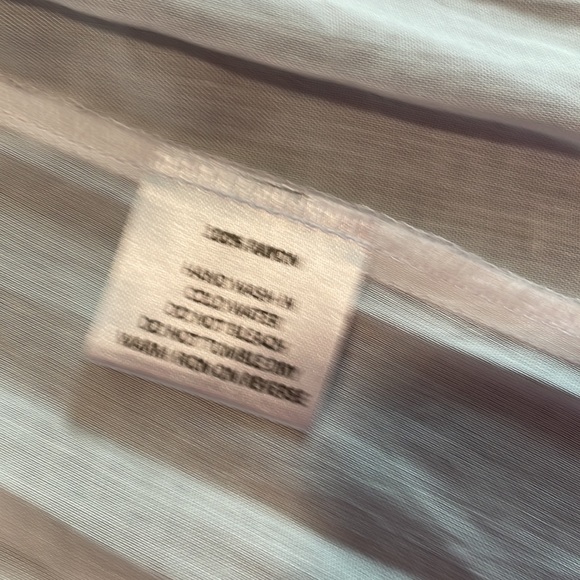 100% RAYON
HAND WASH IN
COLD WATER
DO NOT BLEACH
DO NOT TUMBLE DRY
WARM IRON ON REVERSE